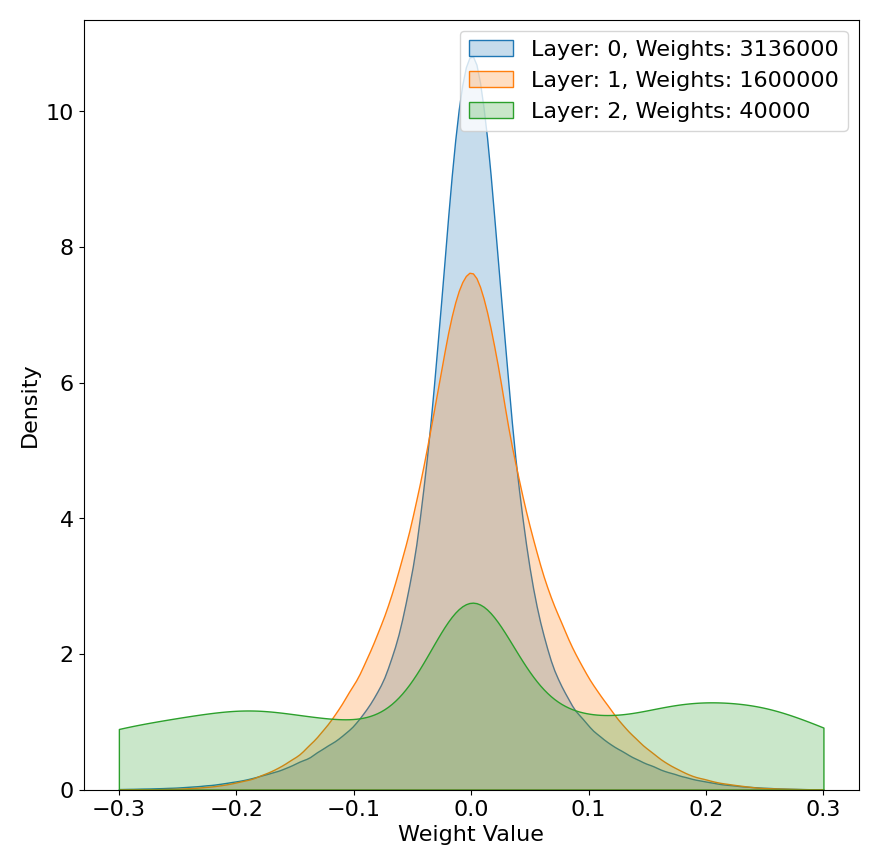 Layer: 0, Weights: 3136000
Layer: 1, Weights: 1600000
Layer: 2, Weights: 40000
10
8
6
4
2
0
Density
−0.3
−0.2
−0.1
0.0
0.1
0.2
0.3
Weight Value